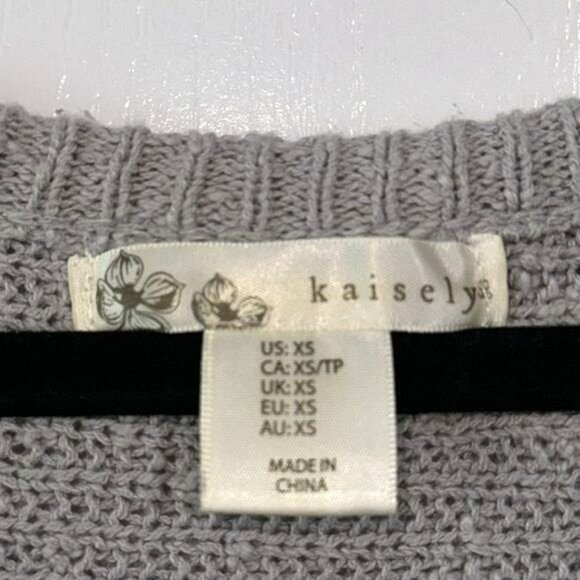 kaisely
US: XS
CA: XS/TP
UK: XS
EU: XS
AU: XS
MADE IN
CHINA